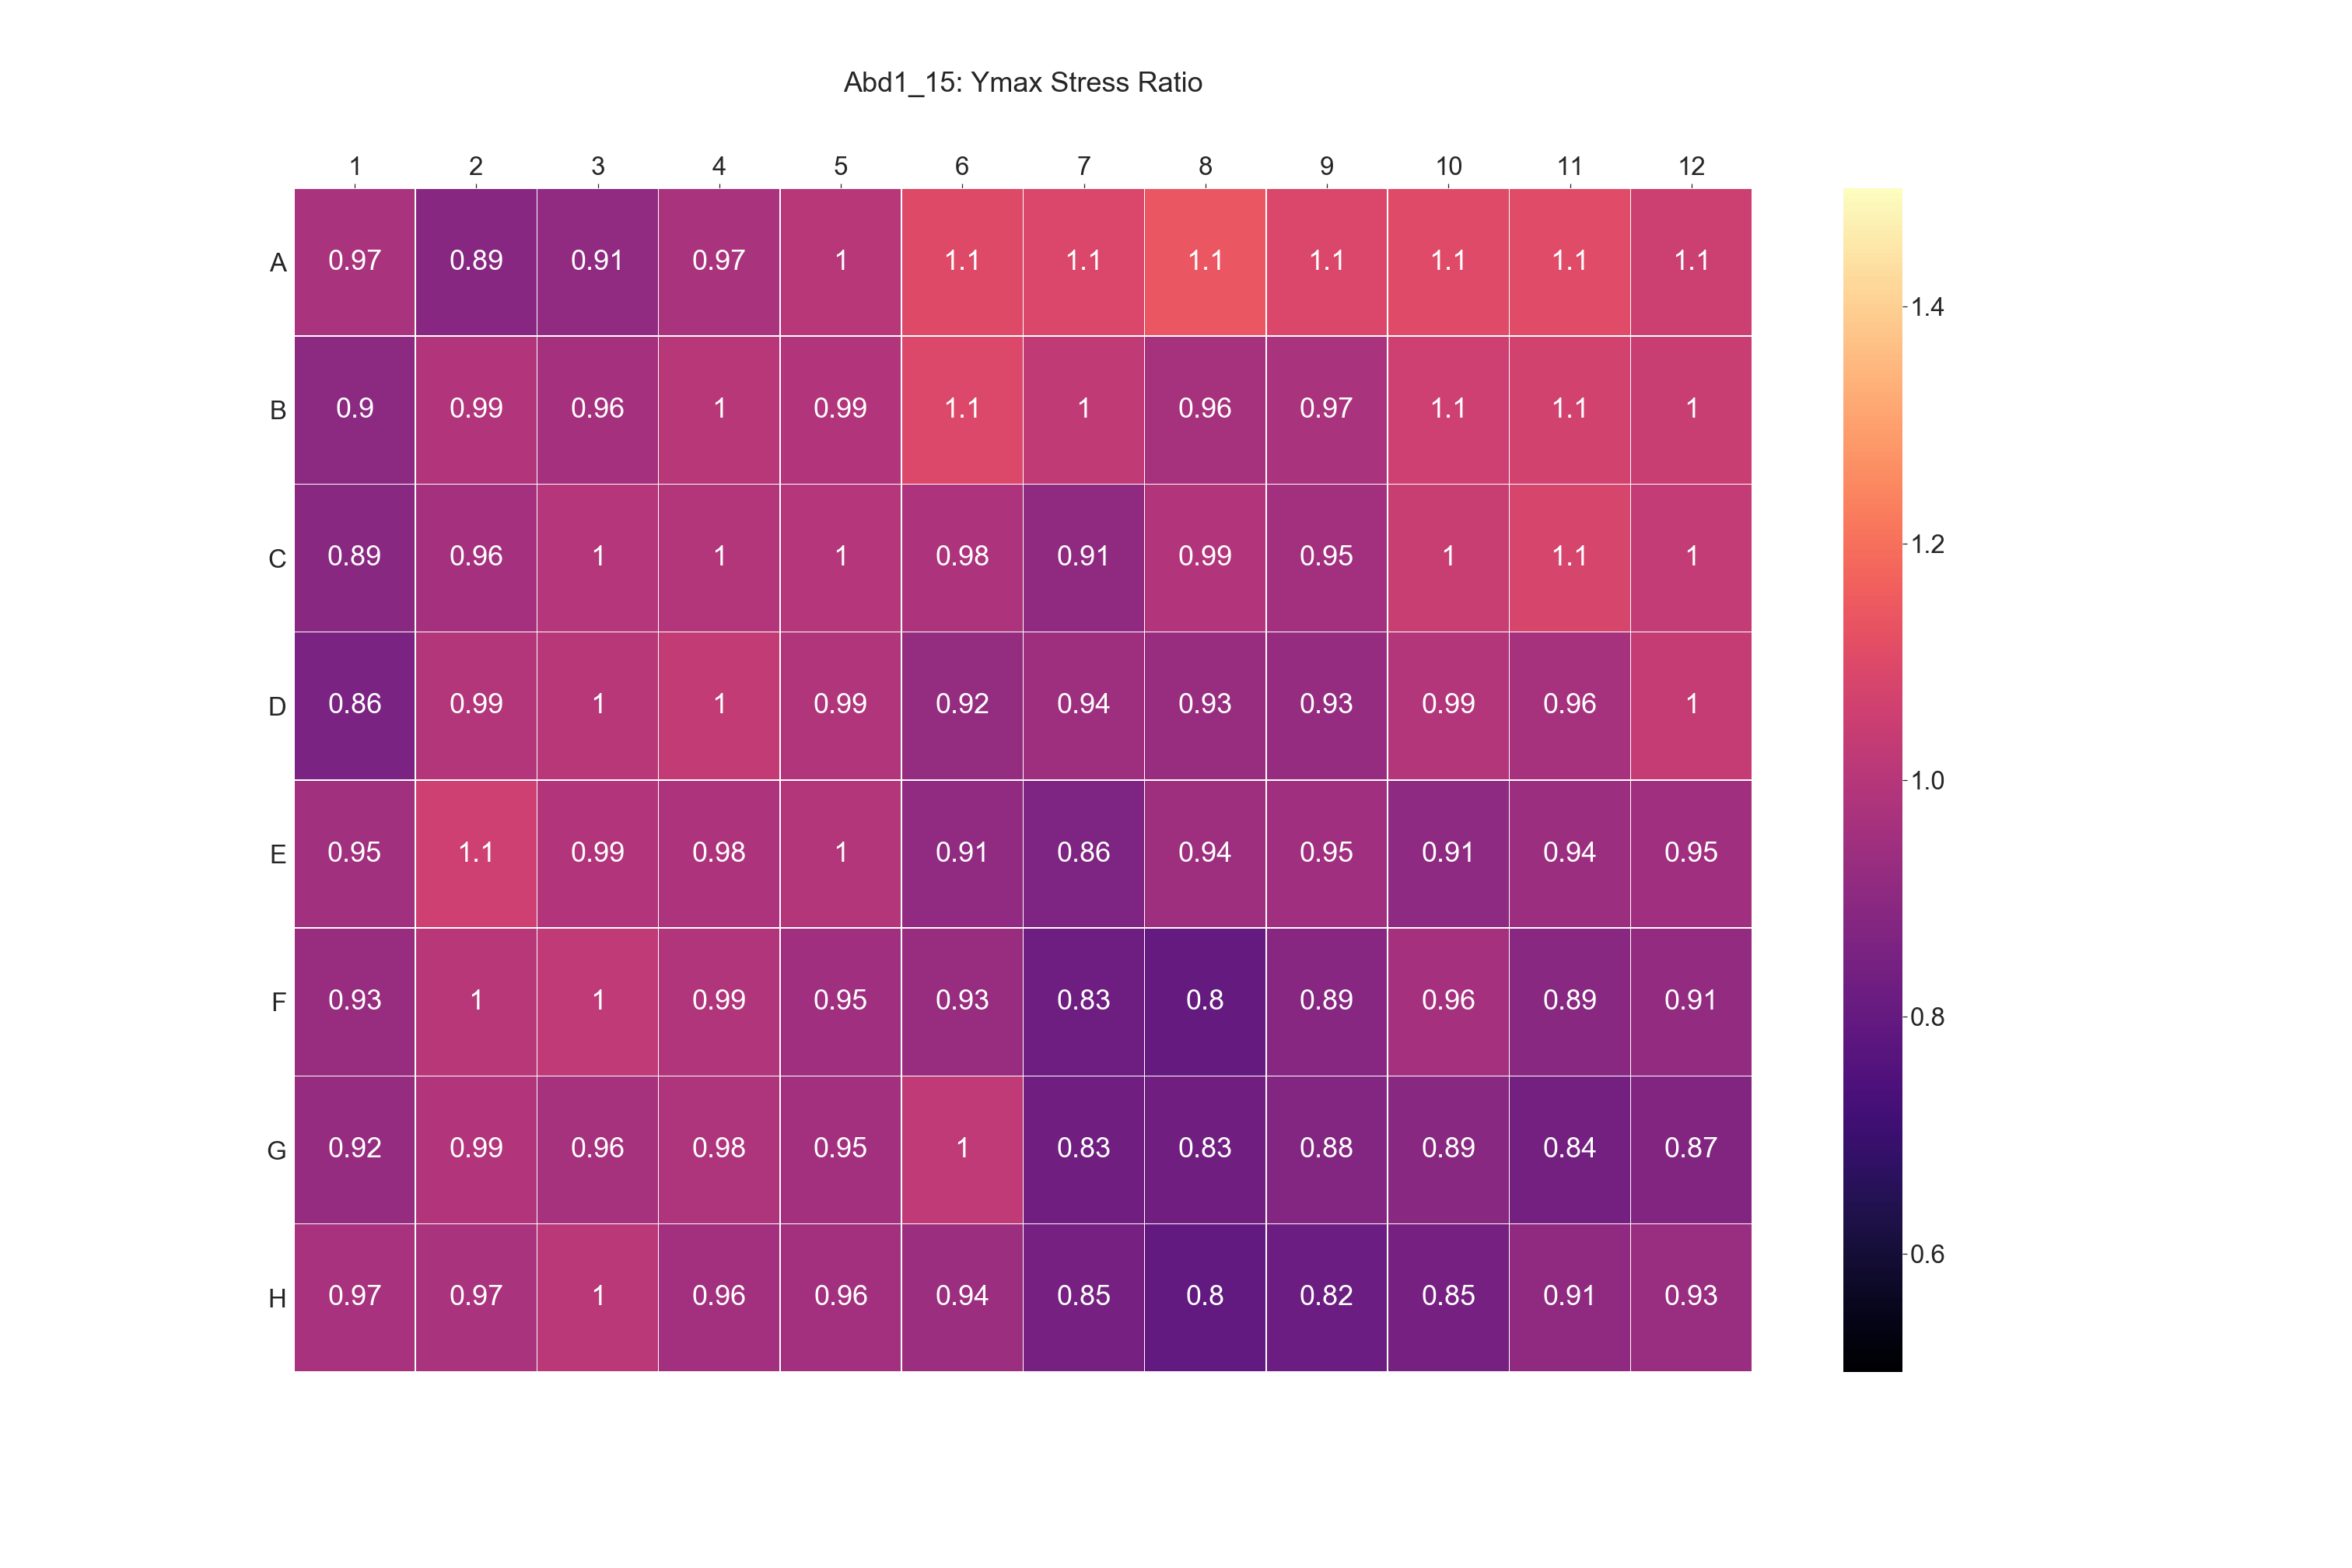 Abd1_15: Ymax Stress Ratio
1 2 3 4 5 6 7 8 9 10 11 12
A 0.97 0.89 0.91 0.97 1 1.1 1.1 1.1 1.1 1.1 1.1 1.1
1.4
B 0.9 0.99 0.96 1 0.99 1.1 1 0.96 0.97 1.1 1.1 1
C 0.89 0.96 1 1 1 0.98 0.91 0.99 0.95 1 1.1 1
1.2
D 0.86 0.99 1 1 0.99 0.92 0.94 0.93 0.93 0.99 0.96 1
1.0
E 0.95 1.1 0.99 0.98 1 0.91 0.86 0.94 0.95 0.91 0.94 0.95
F 0.93 1 1 0.99 0.95 0.93 0.83 0.8 0.89 0.96 0.89 0.91
0.8
G 0.92 0.99 0.96 0.98 0.95 1 0.83 0.83 0.88 0.89 0.84 0.87
0.6
H 0.97 0.97 1 0.96 0.96 0.94 0.85 0.8 0.82 0.85 0.91 0.93